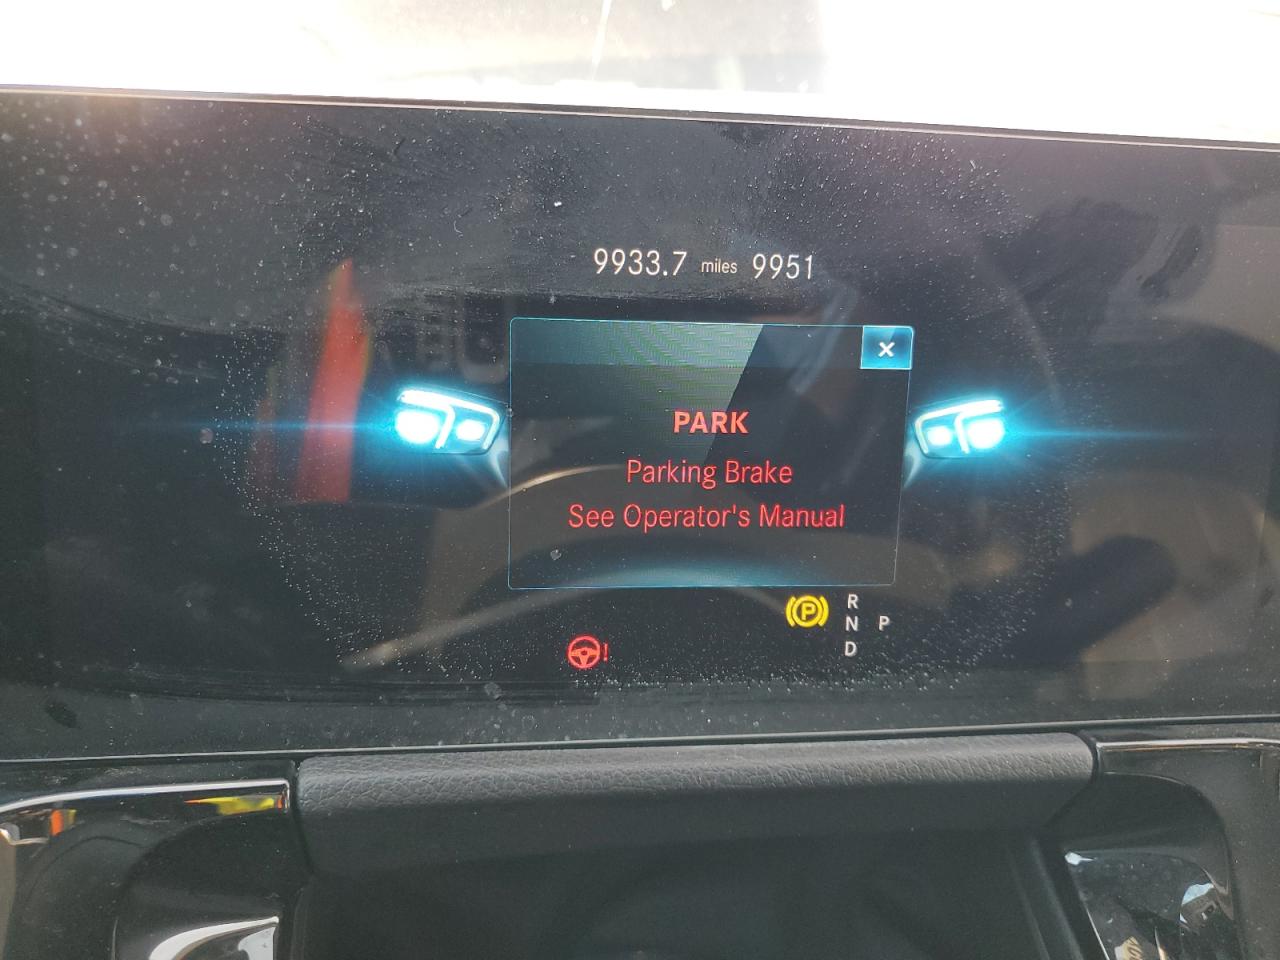 9933.7 miles 9951
×
PARK
Parking Brake
See Operator's Manual
P
R
N P
D
!